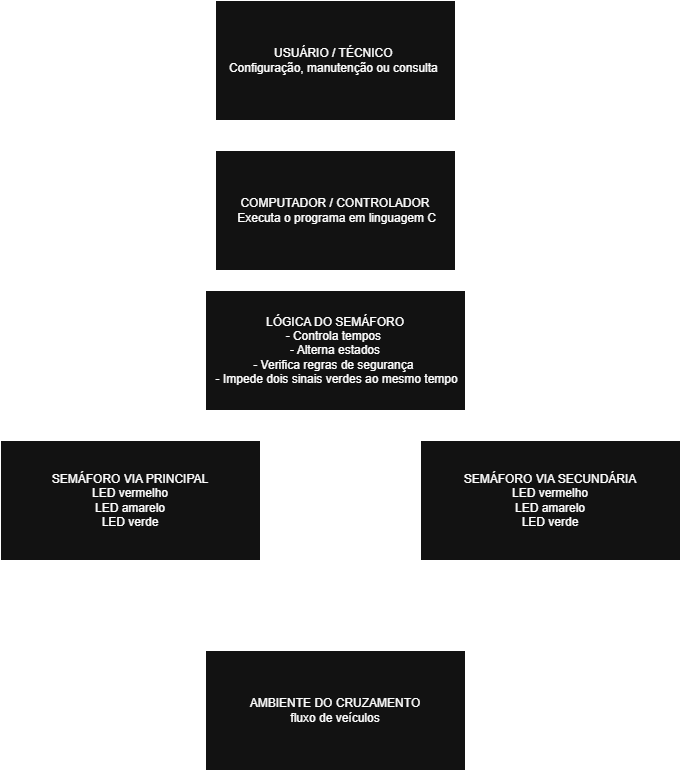 USUÁRIO / TÉCNICO
Configuração, manutenção ou consulta
COMPUTADOR / CONTROLADOR
Executa o programa em linguagem C
LÓGICA DO SEMÁFORO
- Controla tempos
- Alterna estados
- Verifica regras de segurança
- Impede dois sinais verdes ao mesmo tempo
SEMÁFORO VIA PRINCIPAL
LED vermelho
LED amarelo
LED verde
SEMÁFORO VIA SECUNDÁRIA
LED vermelho
LED amarelo
LED verde
AMBIENTE DO CRUZAMENTO
fluxo de veículos